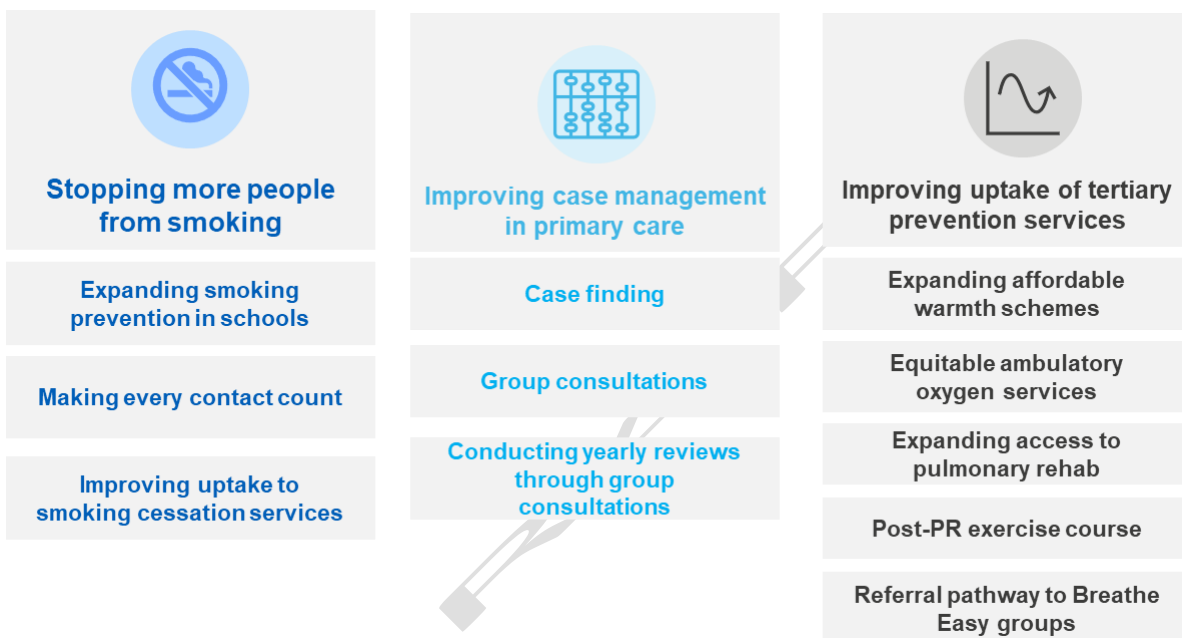 Stopping more people
from smoking
Expanding smoking
prevention in schools
Making every contact count
Improving uptake to
smoking cessation services
Improving case management
in primary care
Case finding
Group consultations
Conducting yearly reviews
through group
consultations
Improving uptake of tertiary
prevention services
Expanding affordable
warmth schemes
Equitable ambulatory
oxygen services
Expanding access to
pulmonary rehab
Post-PR exercise course
Referral pathway to Breathe
Easy groups